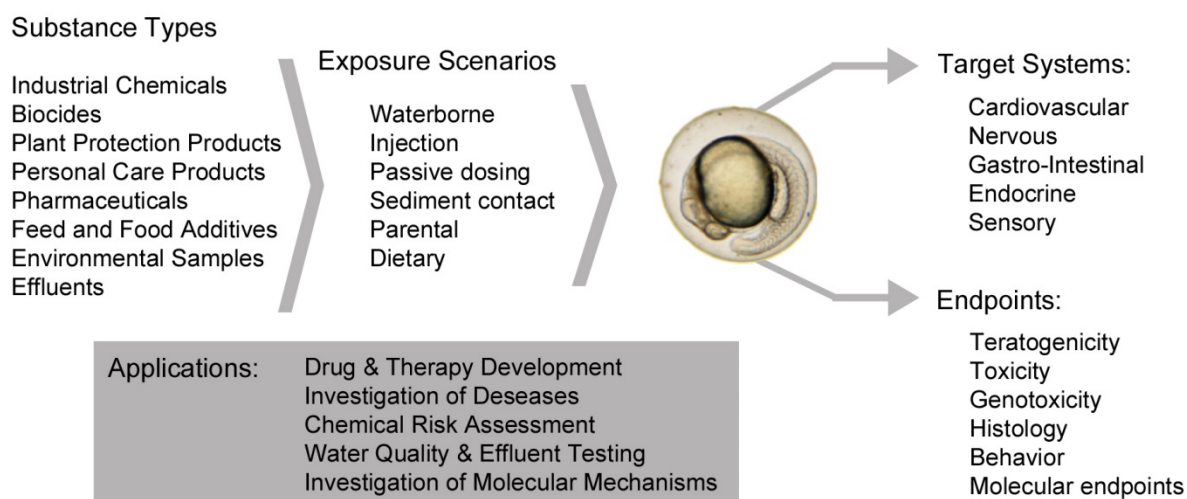 Substance Types
Industrial Chemicals
Biocides
Plant Protection Products
Personal Care Products
Pharmaceuticals
Feed and Food Additives
Environmental Samples
Effluents
Exposure Scenarios
Waterborne
Injection
Passive dosing
Sediment contact
Parental
Dietary
Target Systems:
Cardiovascular
Nervous
Gastro-Intestinal
Endocrine
Sensory
Endpoints:
Teratogenicity
Toxicity
Genotoxicity
Histology
Behavior
Molecular endpoints
Applications: Drug & Therapy Development
Investigation of Deseases
Chemical Risk Assessment
Water Quality & Effluent Testing
Investigation of Molecular Mechanisms